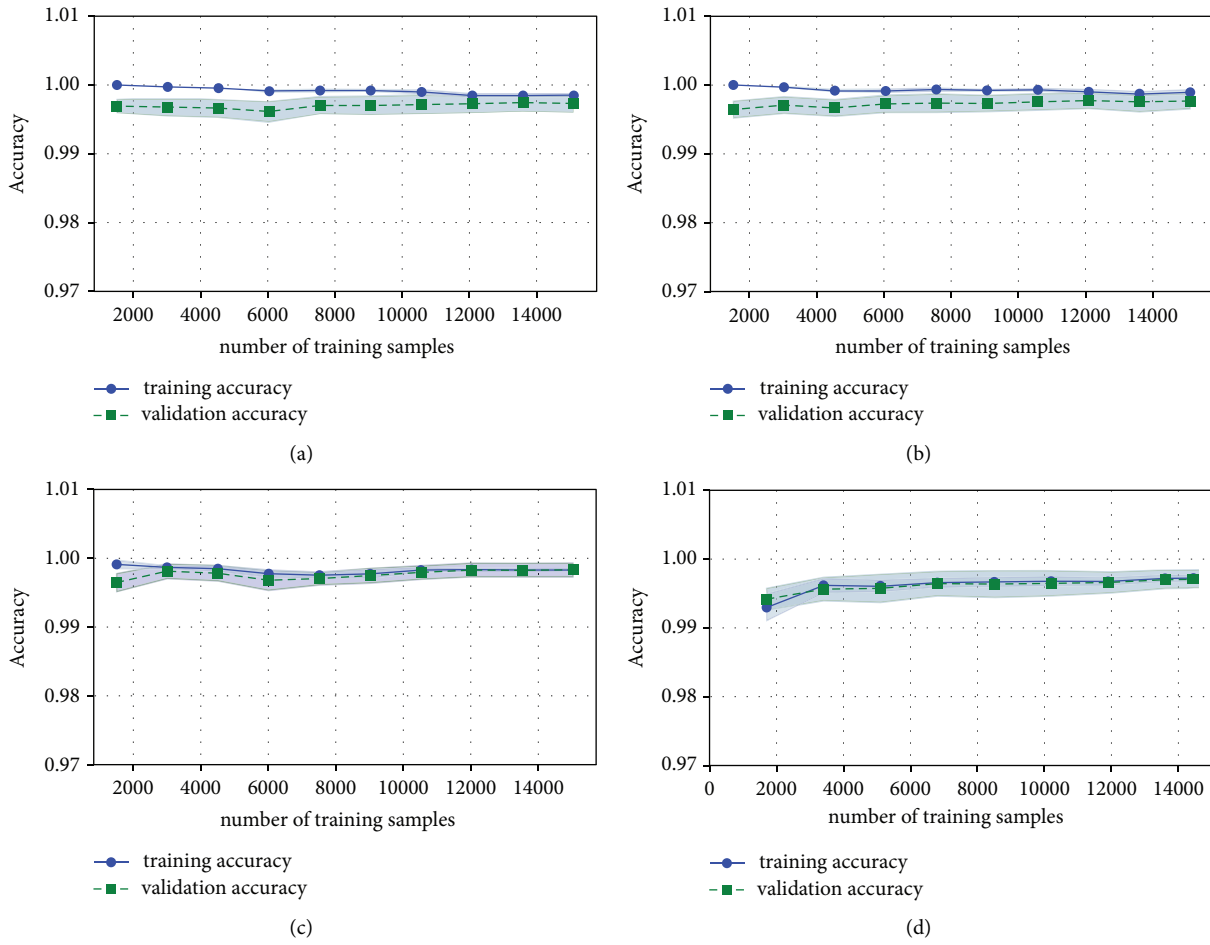 1.01
1.00
0.99
0.98
0.97
Accuracy
2000 4000 6000 8000 10000 12000 14000
number of training samples
training accuracy
validation accuracy
(a)
1.01
1.00
0.99
0.98
0.97
Accuracy
2000 4000 6000 8000 10000 12000 14000
number of training samples
training accuracy
validation accuracy
(b)
1.01
1.00
0.99
0.98
0.97
Accuracy
2000 4000 6000 8000 10000 12000 14000
number of training samples
training accuracy
validation accuracy
(c)
1.01
1.00
0.99
0.98
0.97
Accuracy
0 2000 4000 6000 8000 10000 12000 14000
number of training samples
training accuracy
validation accuracy
(d)